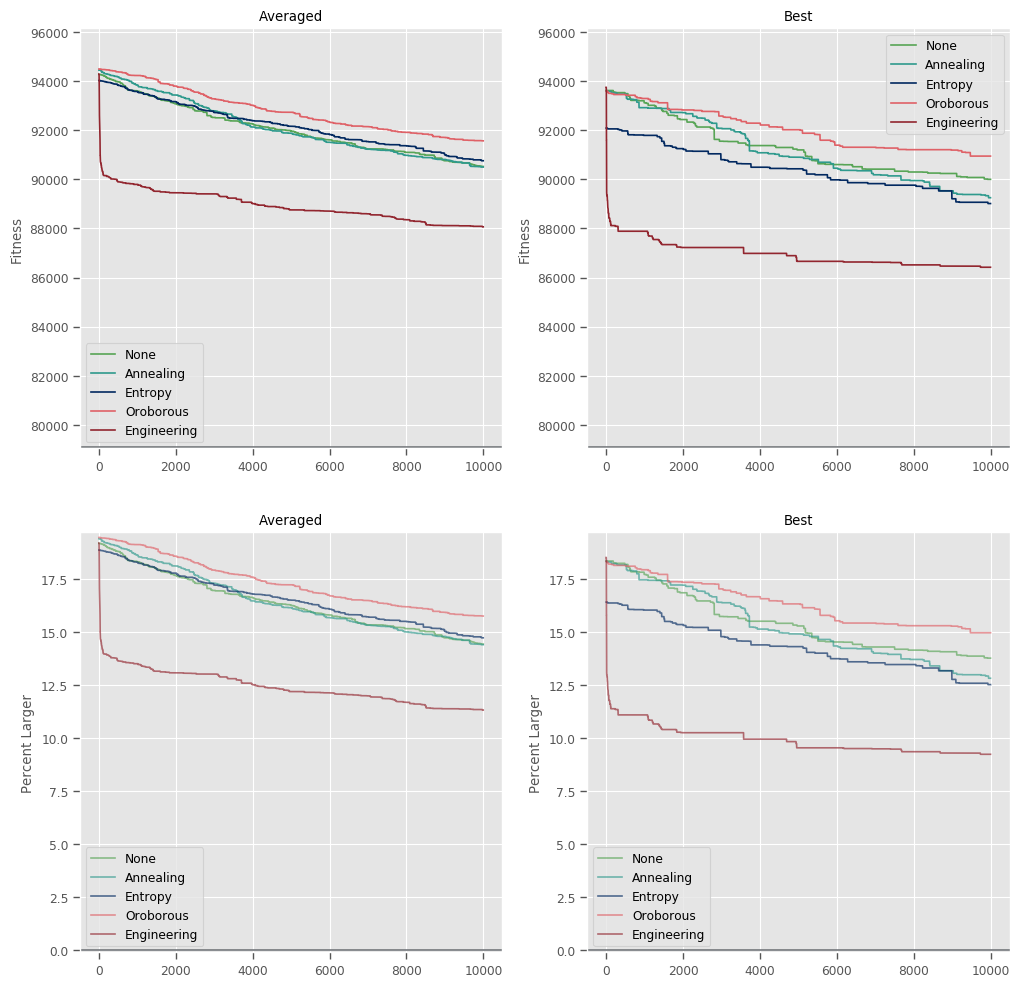 Averaged
96000
94000
92000
90000
88000
86000
84000
82000
80000
Fitness
None
Annealing
Entropy
Oroborous
Engineering
0 2000 4000 6000 8000 10000
Best
96000
94000
92000
90000
88000
86000
84000
82000
80000
Fitness
None
Annealing
Entropy
Oroborous
Engineering
0 2000 4000 6000 8000 10000
Averaged
17.5
15.0
12.5
10.0
7.5
5.0
2.5
0.0
Percent Larger
None
Annealing
Entropy
Oroborous
Engineering
0 2000 4000 6000 8000 10000
Best
17.5
15.0
12.5
10.0
7.5
5.0
2.5
0.0
Percent Larger
None
Annealing
Entropy
Oroborous
Engineering
0 2000 4000 6000 8000 10000